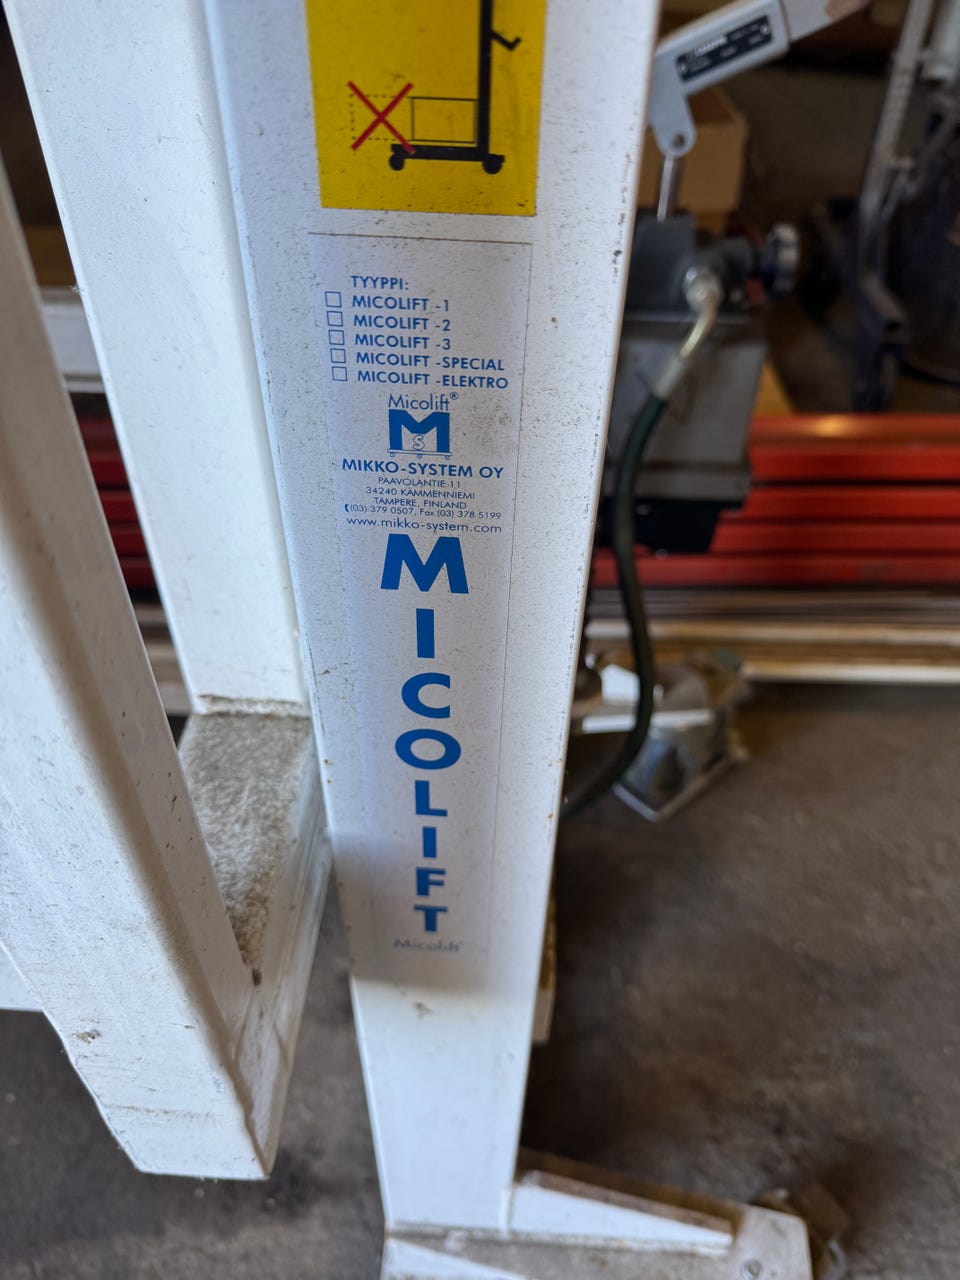 TYYPPI:
MICOLIFT -1
MICOLIFT -2
MICOLIFT -3
MICOLIFT -SPECIAL
MICOLIFT -ELEKTRO
Micolift®
M
S
MIKKO-SYSTEM OY
PAAVOLANTIE 11
34240 KÄMMENNIEMI
TAMPERE, FINLAND
(03) 379 0507, Fax (03) 378 5199
www.mikko-system.com
MICOLIFT
Micolift